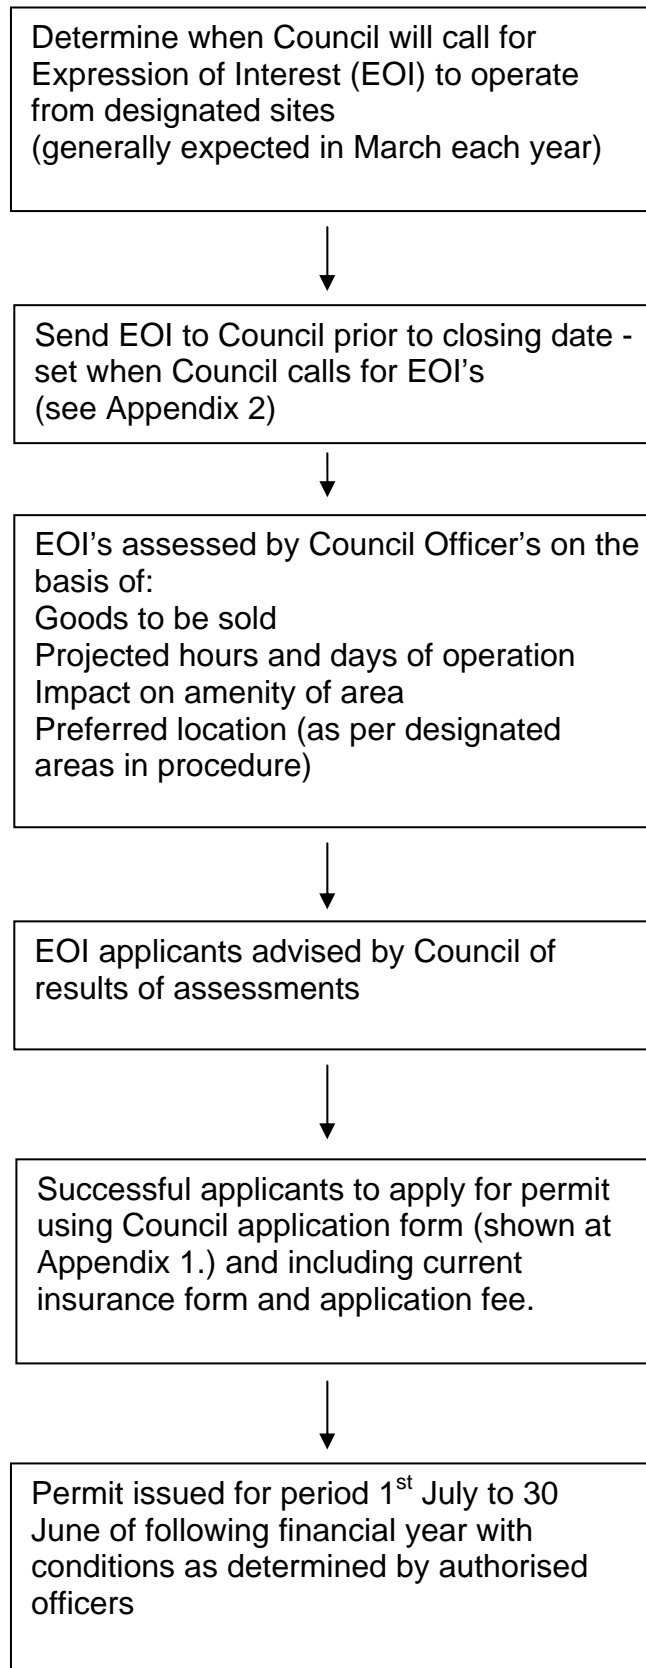 Determine when Council will call for
Expression of Interest (EOI) to operate
from designated sites
(generally expected in March each year)
Send EOI to Council prior to closing date -
set when Council calls for EOI's
(see Appendix 2)
EOI's assessed by Council Officer's on the
basis of:
Goods to be sold
Projected hours and days of operation
Impact on amenity of area
Preferred location (as per designated
areas in procedure)
EOI applicants advised by Council of
results of assessments
Successful applicants to apply for permit
using Council application form (shown at
Appendix 1.) and including current
insurance form and application fee.
Permit issued for period 1st July to 30
June of following financial year with
conditions as determined by authorised
officers